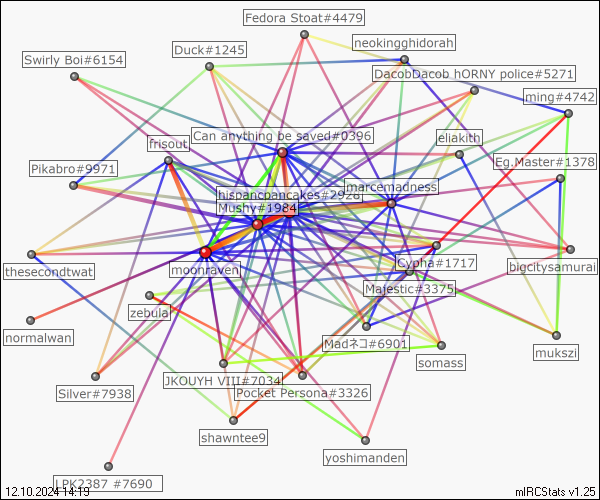 Fedora Stoat#4479
neokingghidorah
Duck#1245
Swirly Boi#6154
DacobDacob hORNY police#5271
ming#4742
Can anything be saved#0396
eliakith
frisout
Eg.Master#1378
Pikabro#9971
marcemadness
hispancpancakes#2926
Mushy#1984
Cypha#1717
bigcitysamurai
thesecondtwat
moonraven
Majestic#3375
zebula
normalwan
Madネコ#6901
mukszi
somass
JKOUYH VIII#7034
Silver#7938
Pocket Persona#3326
shawntee9
yoshimanden
LPK2387 #7690
12.10.2024 14:19
mIRCStats v1.25